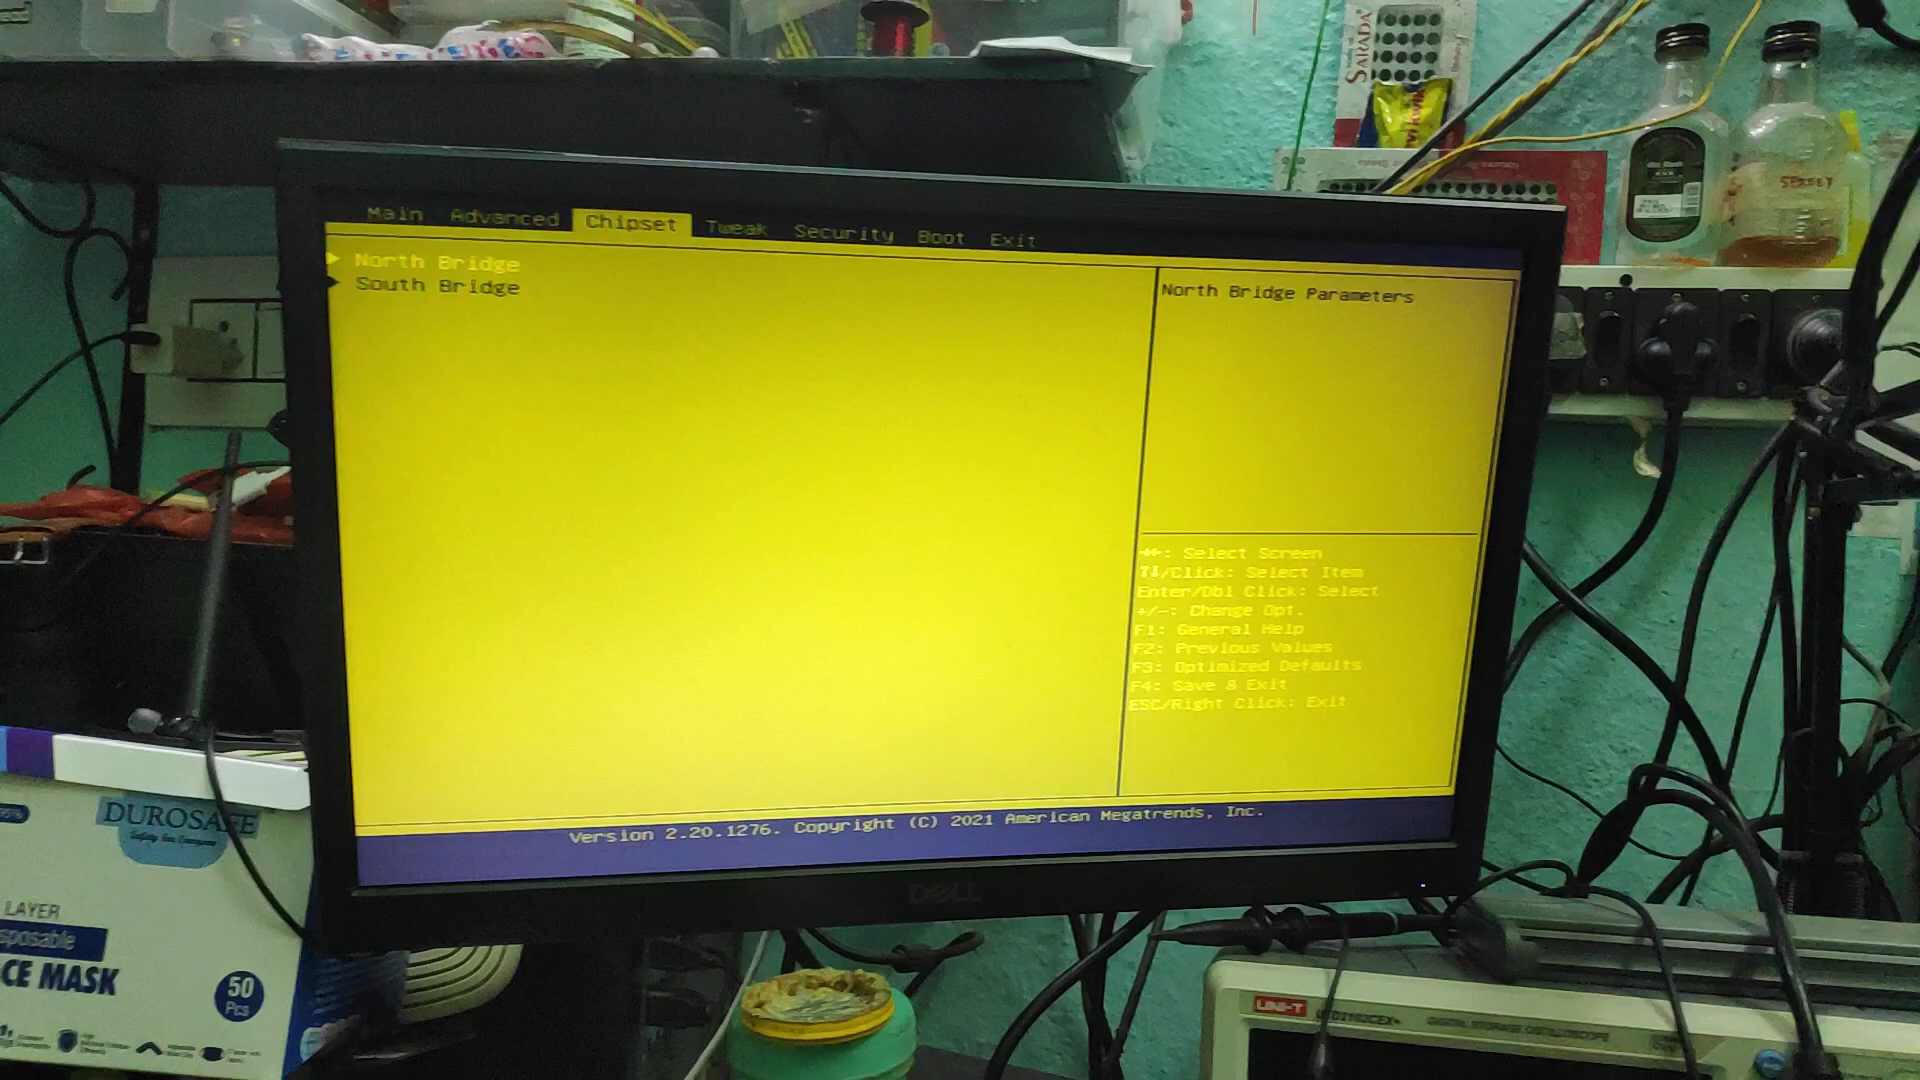 SARADA
Main Advanced Chipset Tweak Security Boot Exit
North Bridge
South Bridge
North Bridge Parameters
→←: Select Screen
↑↓/Click: Select Item
Enter/Dbl Click: Select
+/-: Change Opt.
F1: General Help
F2: Previous Values
F3: Optimized Defaults
F4: Save & Exit
ESC/Right Click: Exit
Version 2.20.1276. Copyright (C) 2021 American Megatrends, Inc.
DELL
DUROSAFE
LAYER
sposable
CE MASK
50
Pcs
UNI-T
DIGITAL STORAGE OSCILLOSCOPE